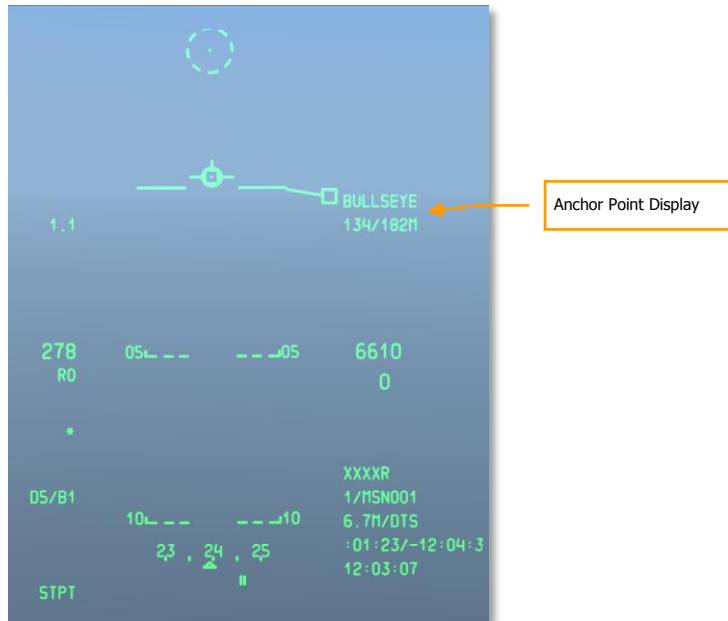 BULLSEYE
134/182M
1.1
Anchor Point Display
278
R0
05
05
6610
0
*
D5/B1
XXXXR
1/MSN001
6.7M/DTS
:01:23/-12:04:3
12:03:07
10
10
23 . 24 . 25
STPT